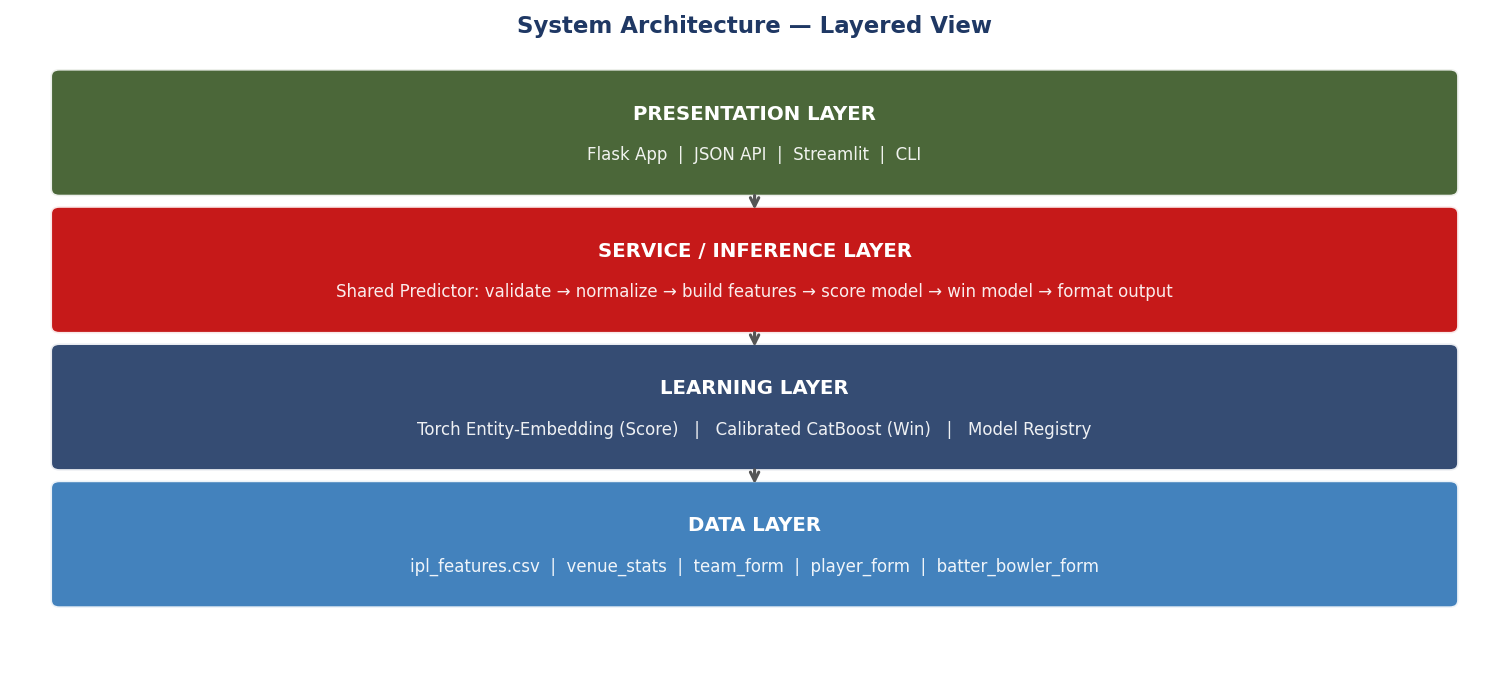 System Architecture — Layered View
PRESENTATION LAYER
Flask App | JSON API | Streamlit | CLI
SERVICE / INFERENCE LAYER
Shared Predictor: validate → normalize → build features → score model → win model → format output
LEARNING LAYER
Torch Entity-Embedding (Score) | Calibrated CatBoost (Win) | Model Registry
DATA LAYER
ipl_features.csv | venue_stats | team_form | player_form | batter_bowler_form